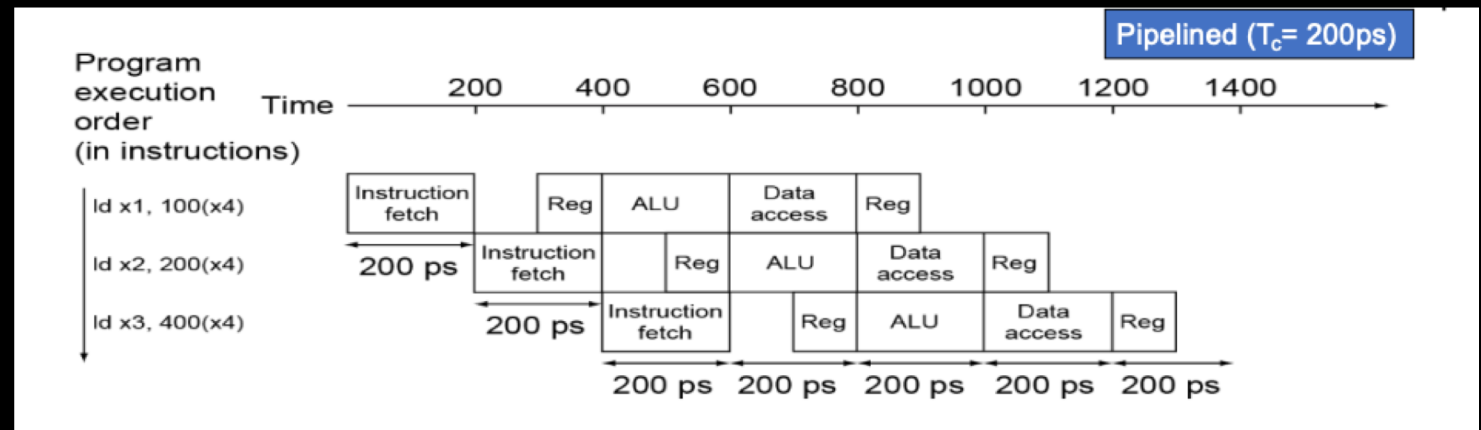 Pipelined (Tc= 200ps)
Program
execution
order
(in instructions)
Time
200 400 600 800 1000 1200 1400
ld x1, 100(x4)
Instruction
fetch
Reg
ALU
Data
access
Reg
200 ps
ld x2, 200(x4)
Instruction
fetch
Reg
ALU
Data
access
Reg
200 ps
ld x3, 400(x4)
Instruction
fetch
Reg
ALU
Data
access
Reg
200 ps 200 ps 200 ps 200 ps 200 ps